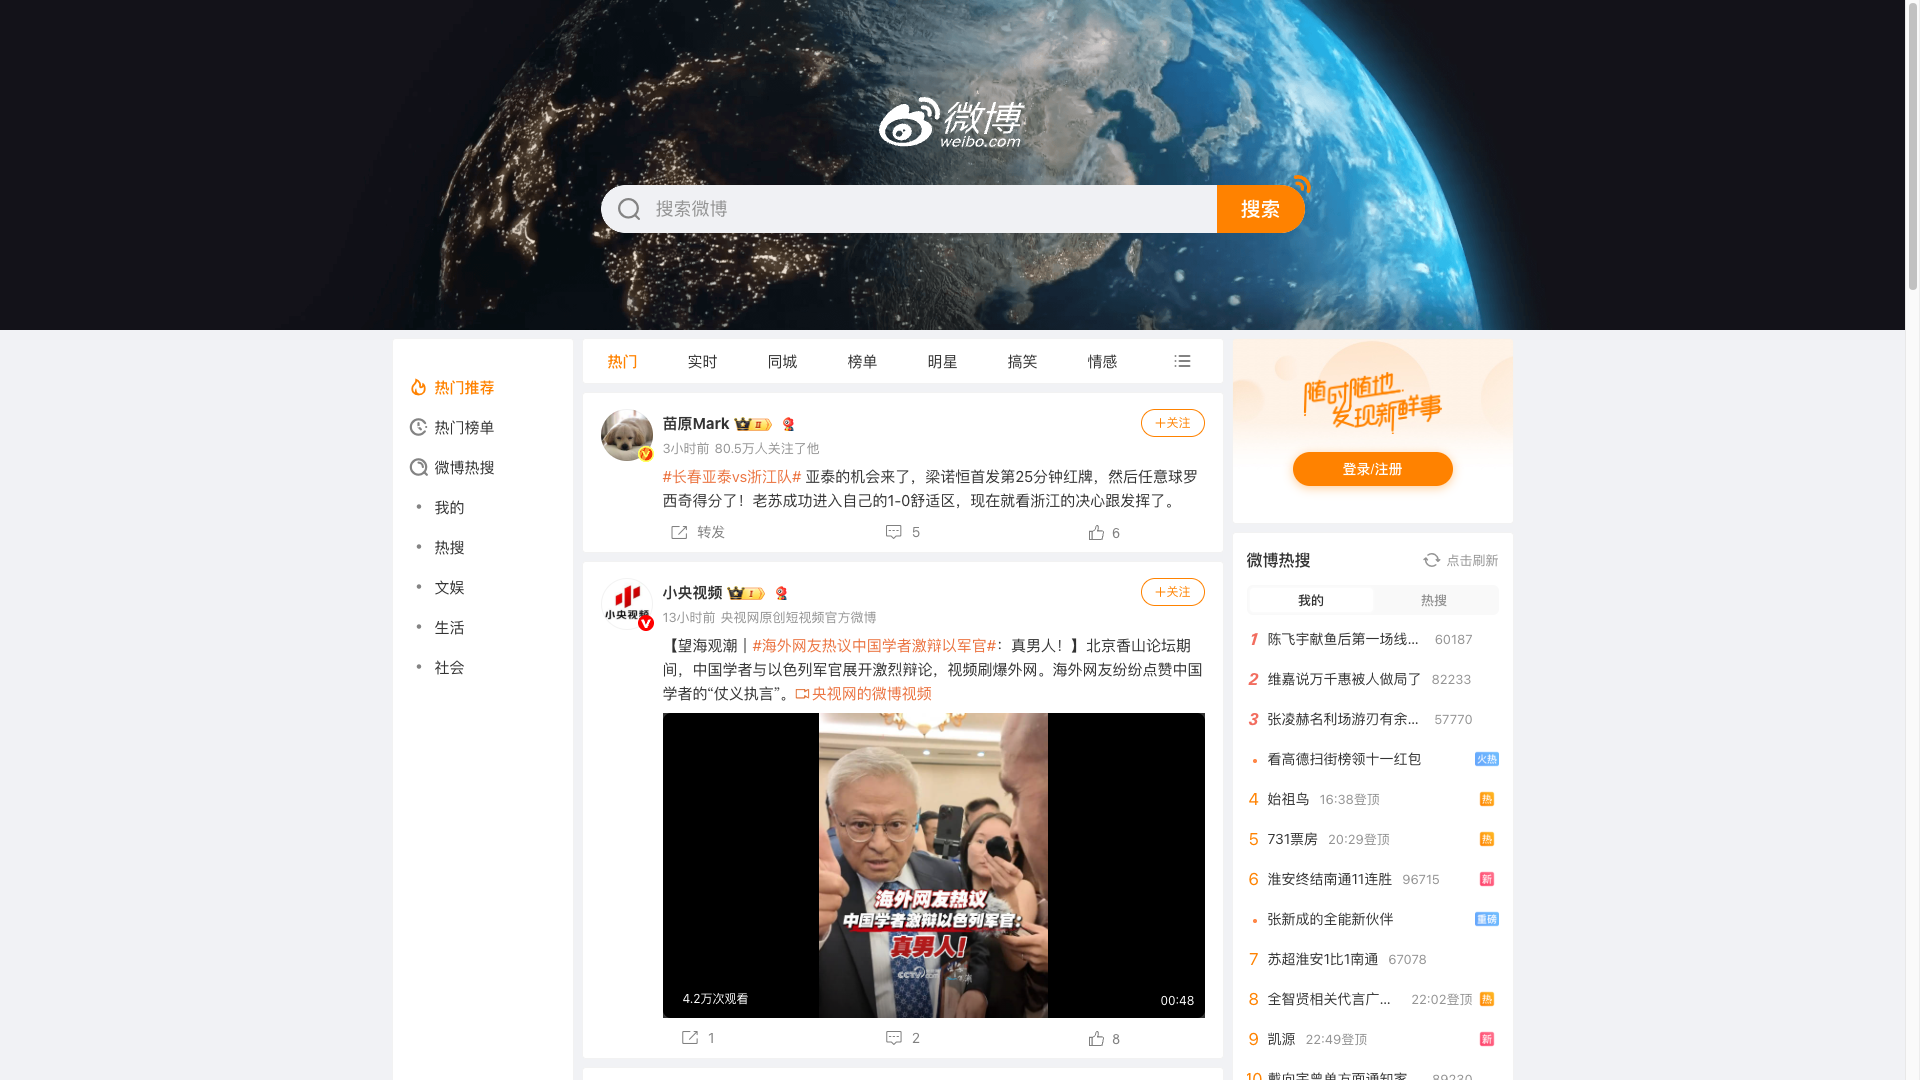 微博
weibo.com
搜索微博
搜索
热门推荐
热门榜单
微博热搜
我的
热搜
文娱
生活
社会
热门 实时 同城 榜单 明星 搞笑 情感
苗原Mark II
+关注
3小时前 80.5万人关注了他
#长春亚泰vs浙江队# 亚泰的机会来了，梁诺恒首发第25分钟红牌，然后任意球罗
西奇得分了！老苏成功进入自己的1-0舒适区，现在就看浙江的决心跟发挥了。
转发 5 6
小央视频
小央视频 I
+关注
13小时前 央视网原创短视频官方微博
【望海观潮｜#海外网友热议中国学者激辩以军官#：真男人！】北京香山论坛期
间，中国学者与以色列军官展开激烈辩论，视频刷爆外网。海外网友纷纷点赞中国
学者的“仗义执言”。央视网的微博视频
海外网友热议
中国学者激辩以色列军官：
真男人！
CCTV
4.2万次观看
00:48
1 2 8
随时随地
发现新鲜事
登录/注册
微博热搜
点击刷新
我的 热搜
1 陈飞宇献鱼后第一场线... 60187
2 维嘉说万千惠被人做局了 82233
3 张凌赫名利场游刃有余... 57770
看高德扫街榜领十一红包 火热
4 始祖鸟 16:38登顶 热
5 731票房 20:29登顶 热
6 淮安终结南通11连胜 96715 新
张新成的全能新伙伴 重磅
7 苏超淮安1比1南通 67078
8 全智贤相关代言广... 22:02登顶 热
9 凯源 22:49登顶 新
10 戴向宇曾单方面通知家... 89230